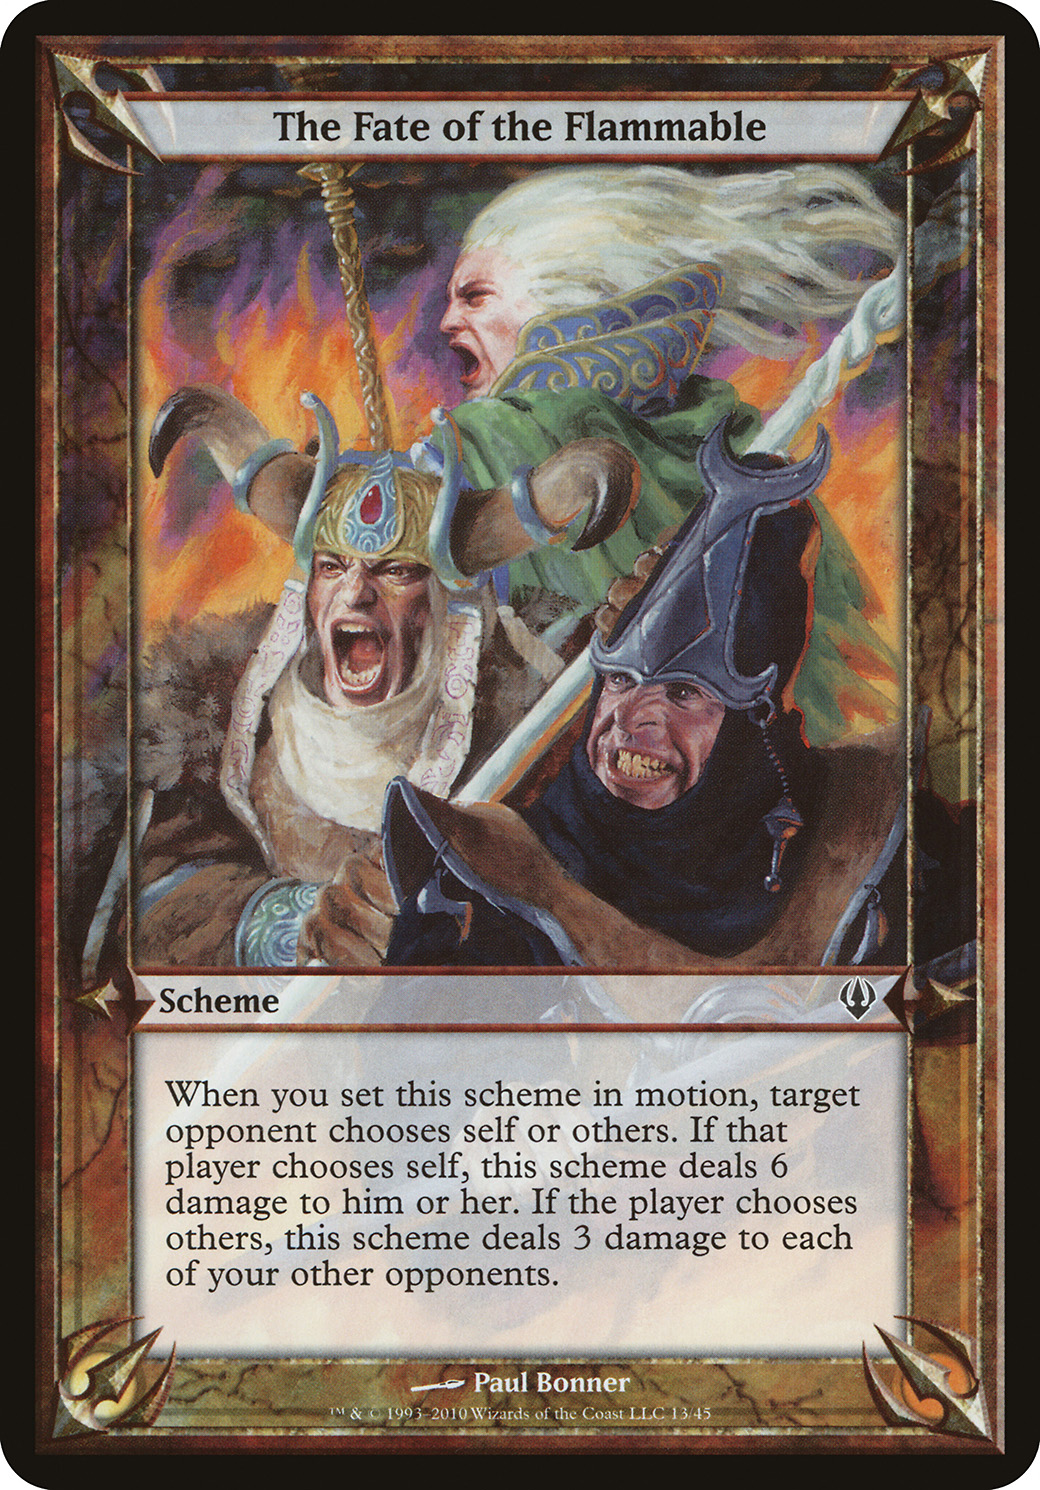 The Fate of the Flammable
Scheme
When you set this scheme in motion, target
opponent chooses self or others. If that
player chooses self, this scheme deals 6
damage to him or her. If the player chooses
others, this scheme deals 3 damage to each
of your other opponents.
Paul Bonner
™ & © 1993–2010 Wizards of the Coast LLC 13/45